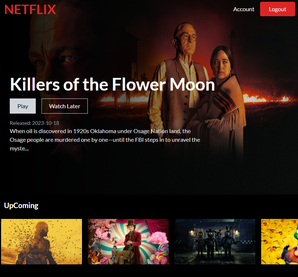 NETFLIX
Account
Logout
Killers of the Flower Moon
Play
Watch Later
Released: 2023-10-18
When oil is discovered in 1920s Oklahoma under Osage Nation land, the
Osage people are murdered one by one—until the FBI steps in to unravel the
myste...
UpComing